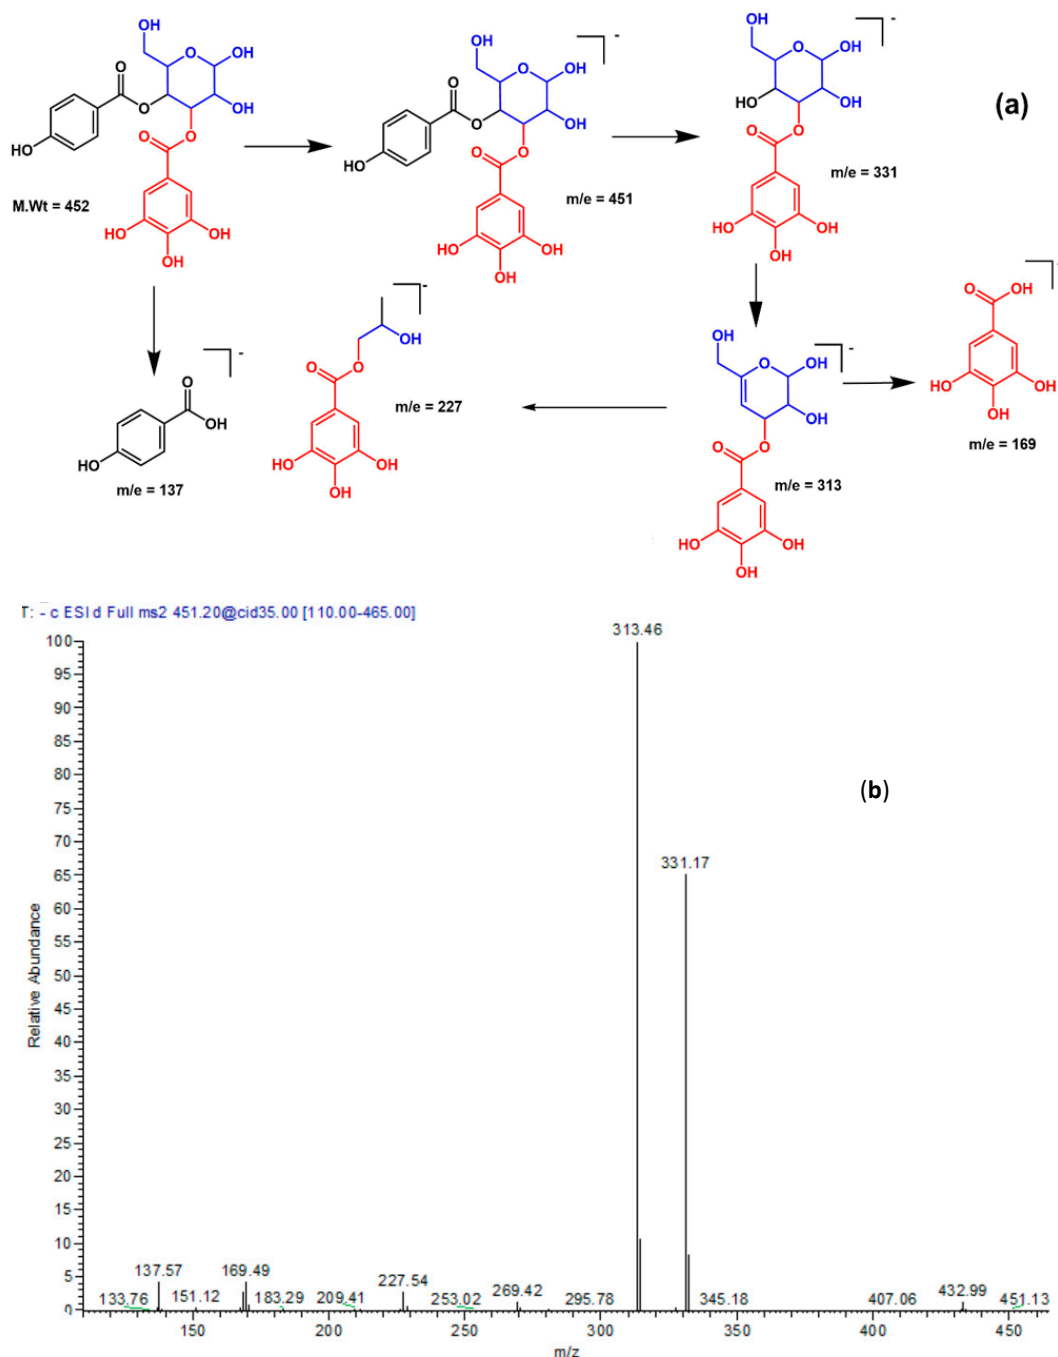 OH
O
OH
O
OH
O
O
O
HO
HO
OH
OH
M.Wt = 452
OH
-
O
OH
O
OH
O
O
O
HO
HO
OH
OH
m/e = 451
OH
-
O
OH
HO
OH
O
O
HO
OH
OH
m/e = 331
(a)
-
O
OH
HO
m/e = 137
-
OH
O
O
HO
OH
OH
m/e = 227
OH
-
O
OH
OH
O
O
HO
OH
OH
m/e = 313
O
OH
HO
OH
OH
m/e = 169
T: - c ESI d Full ms2 451.20@cid35.00 [110.00-465.00]
100
95
90
85
80
75
70
65
60
55
50
45
40
35
30
25
20
15
10
5
0
Relative Abundance
313.46
(b)
331.17
137.57
169.49
227.54
269.42
432.99
133.76
151.12
183.29
209.41
253.02
295.78
345.18
407.06
451.13
150
200
250
300
350
400
450
m/z